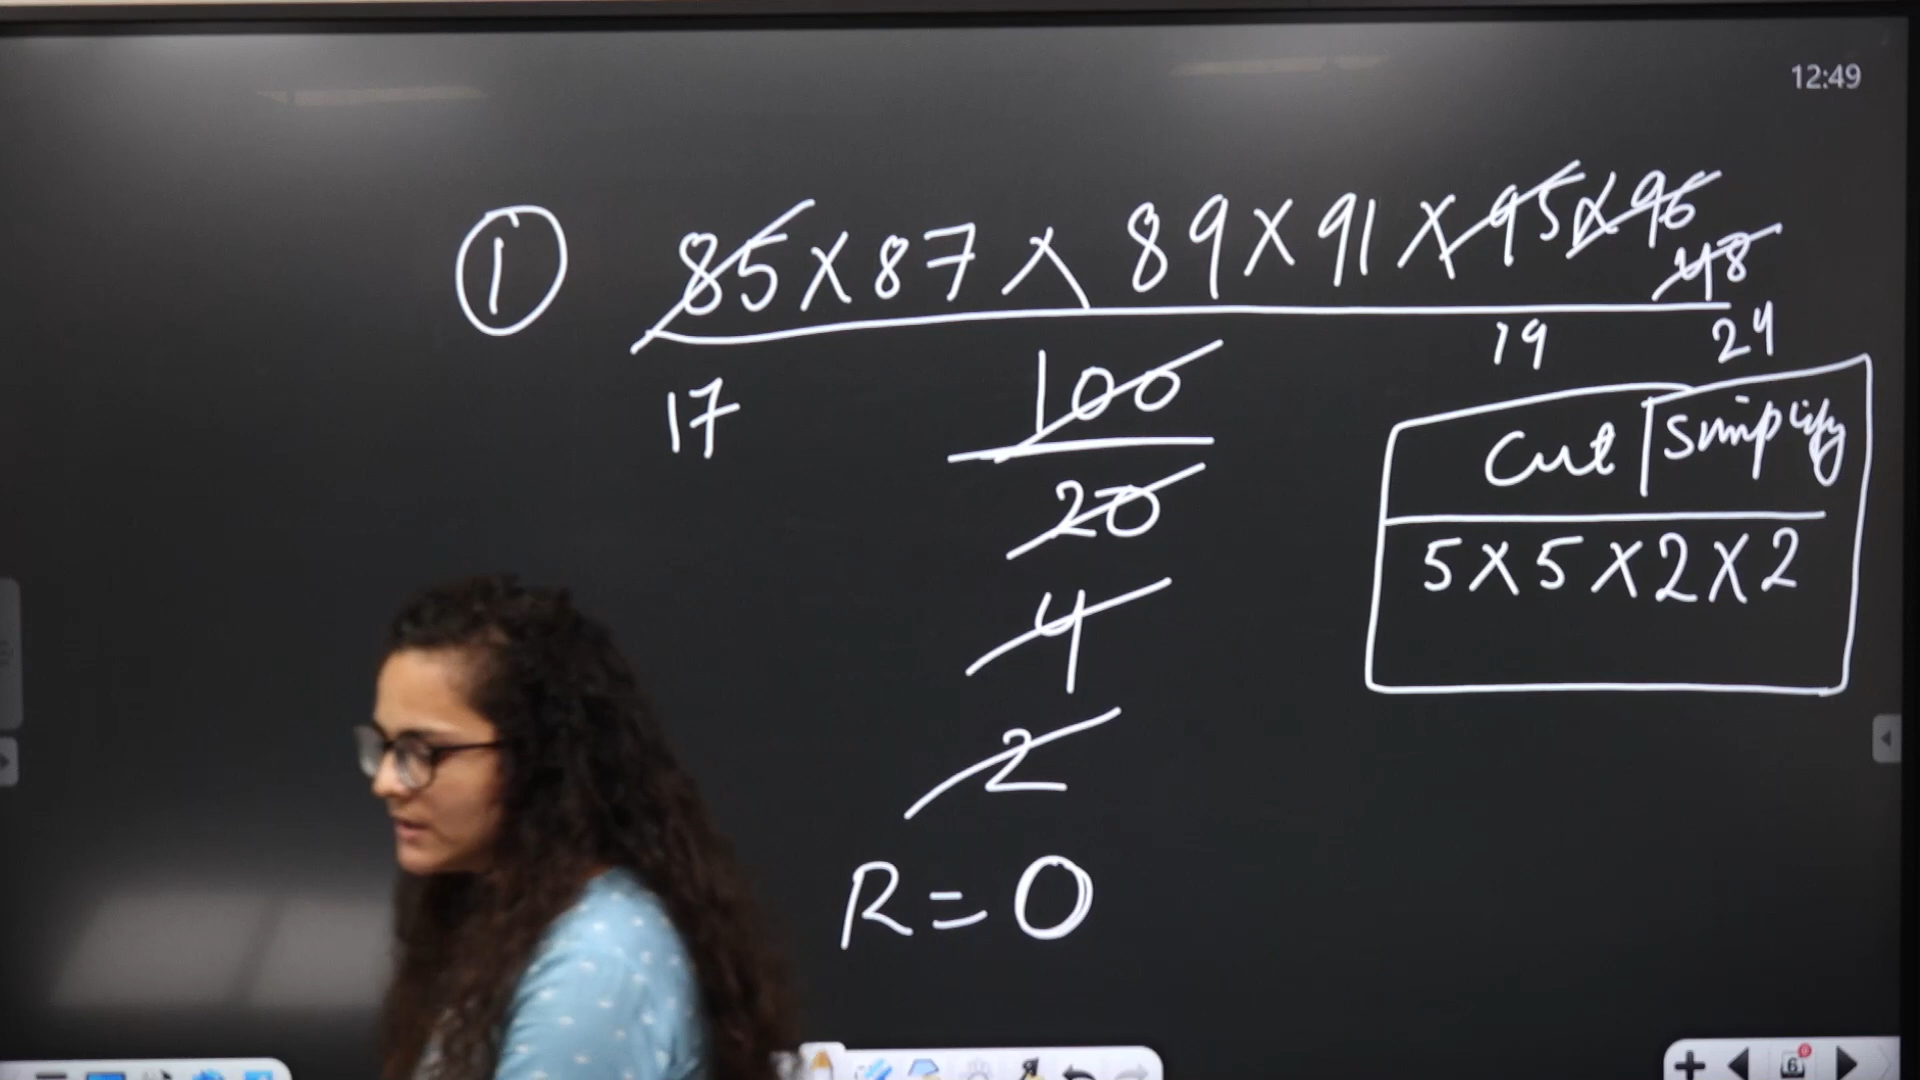 12:49
① 85 × 87 × 89 × 91 × 95 × 96
48
19 24
17
100
20
4
2
R = 0
Cut | Simplify
5 × 5 × 2 × 2
6